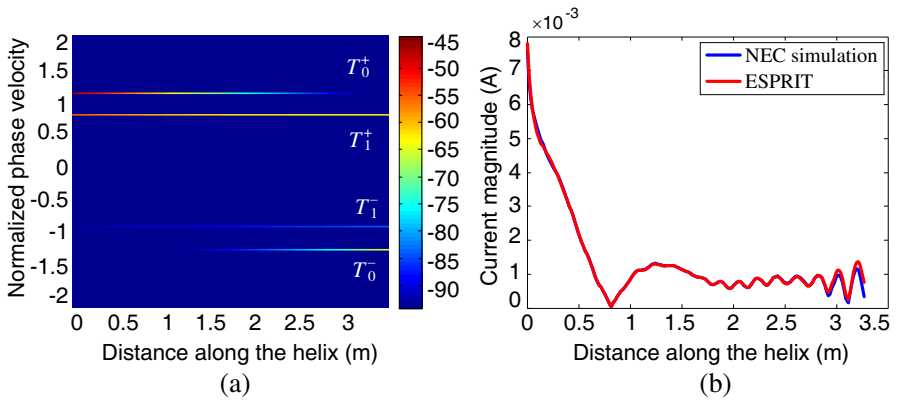 Normalized phase velocity
2
1.5
1
0.5
0
-0.5
-1
-1.5
-2
T0+
T1+
T1−
T0−
0 0.5 1 1.5 2 2.5 3
Distance along the helix (m)
-45
-50
-55
-60
-65
-70
-75
-80
-85
-90
(a)
×10⁻³
Current magnitude (A)
8
7
6
5
4
3
2
1
0
NEC simulation
ESPRIT
0 0.5 1 1.5 2 2.5 3 3.5
Distance along the helix (m)
(b)